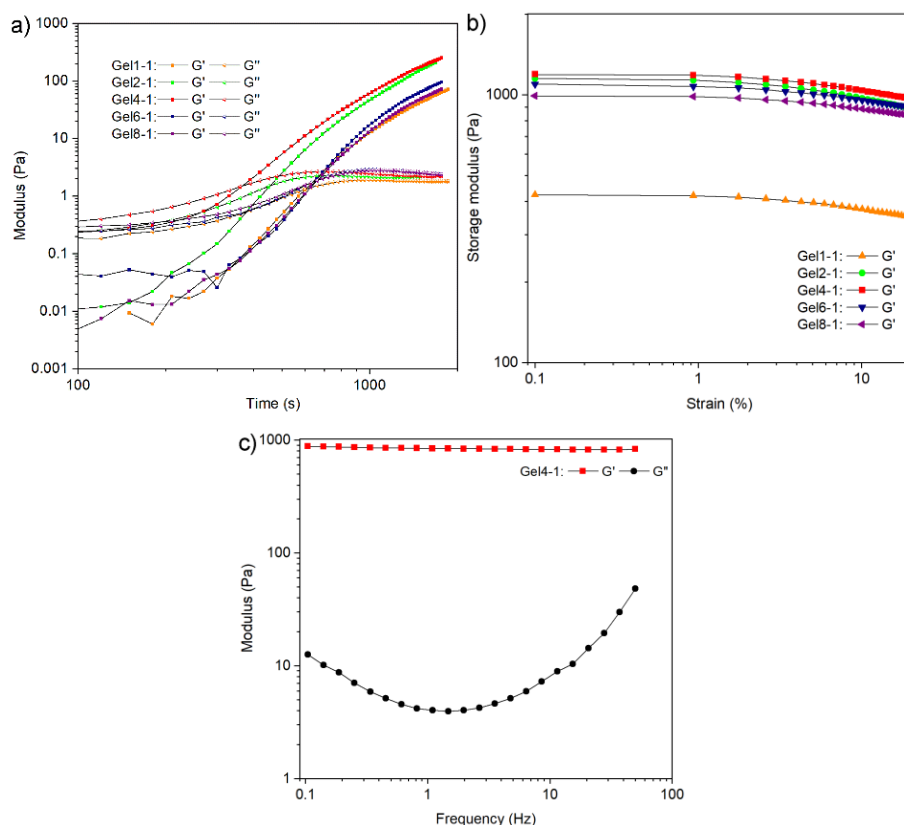 a)
Modulus (Pa)
1000
100
10
1
0.1
0.01
0.001
Gel1-1: G' G''
Gel2-1: G' G''
Gel4-1: G' G''
Gel6-1: G' G''
Gel8-1: G' G''
100 1000
Time (s)
b)
Storage modulus (Pa)
1000
100
Gel1-1: G'
Gel2-1: G'
Gel4-1: G'
Gel6-1: G'
Gel8-1: G'
0.1 1 10
Strain (%)
c)
Modulus (Pa)
1000
100
10
1
Gel4-1: G' G''
0.1 1 10 100
Frequency (Hz)